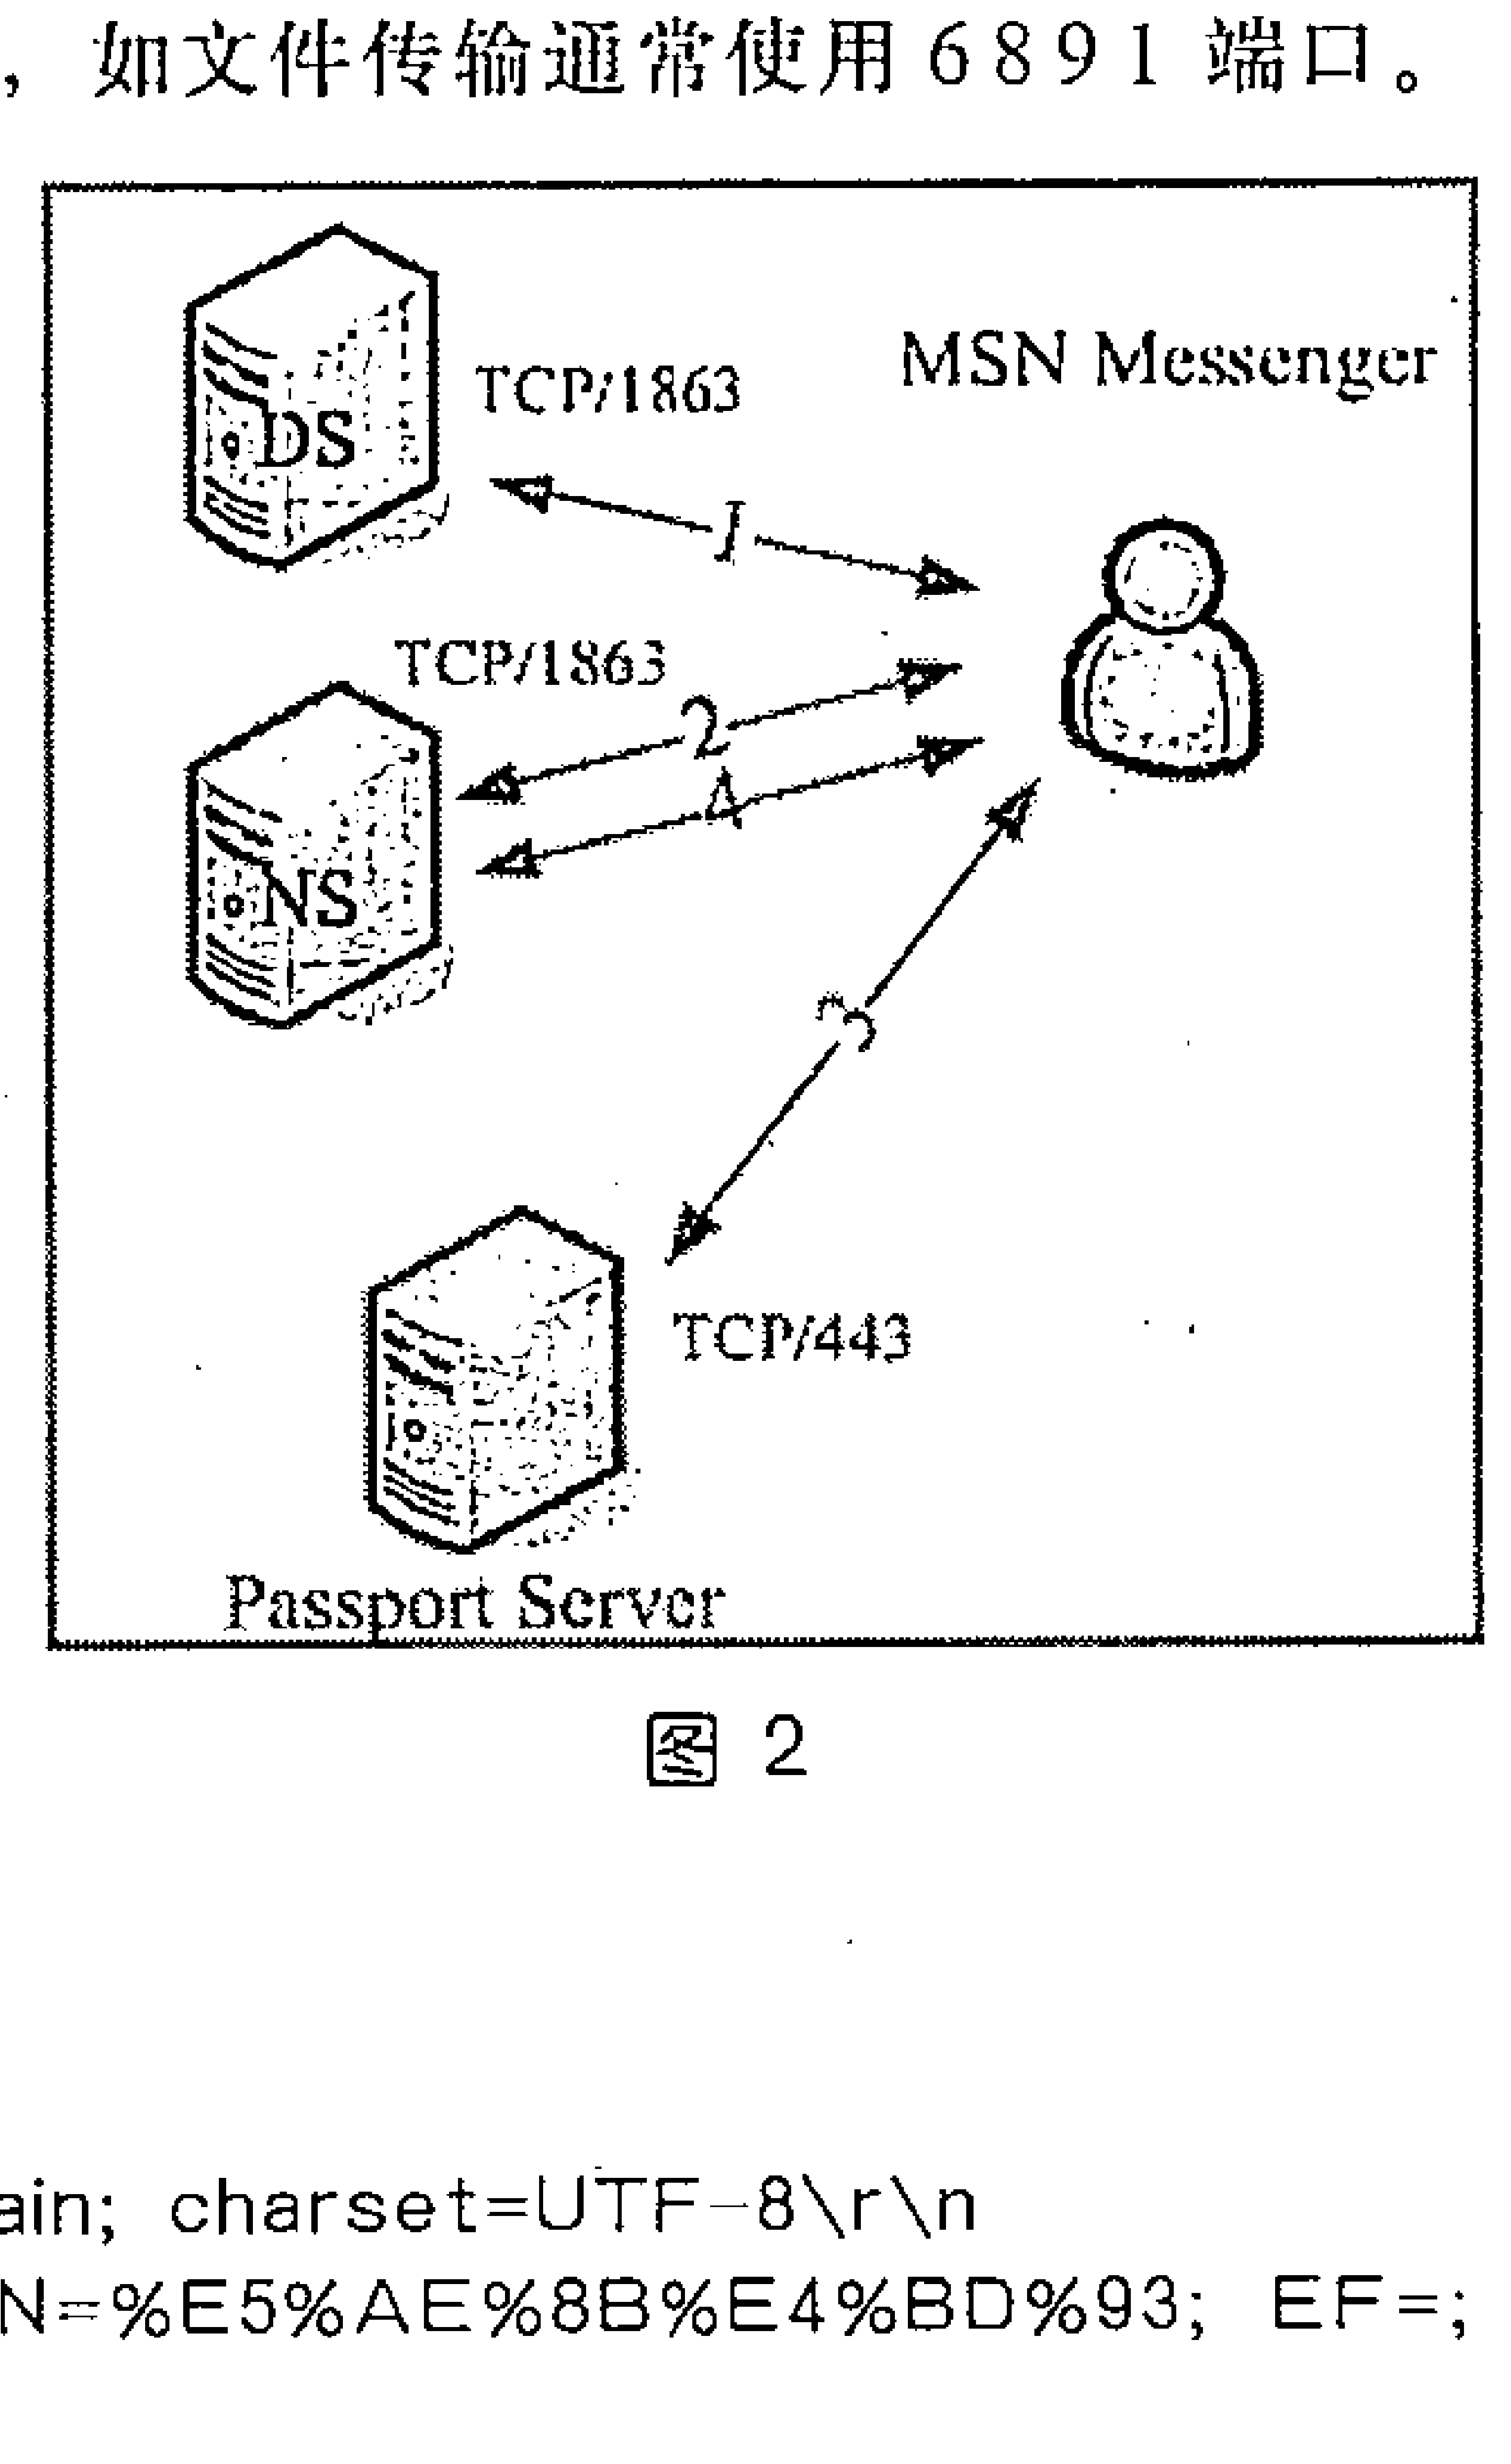 ，如文件传输通常使用6891端口。
MSN Messenger
TCP/1863
DS
1
TCP/1863
2
4
NS
3
TCP/443
Passport Server
图 2
ain; charset=UTF-8\r\n
N=%E5%AE%8B%E4%BD%93; EF=;